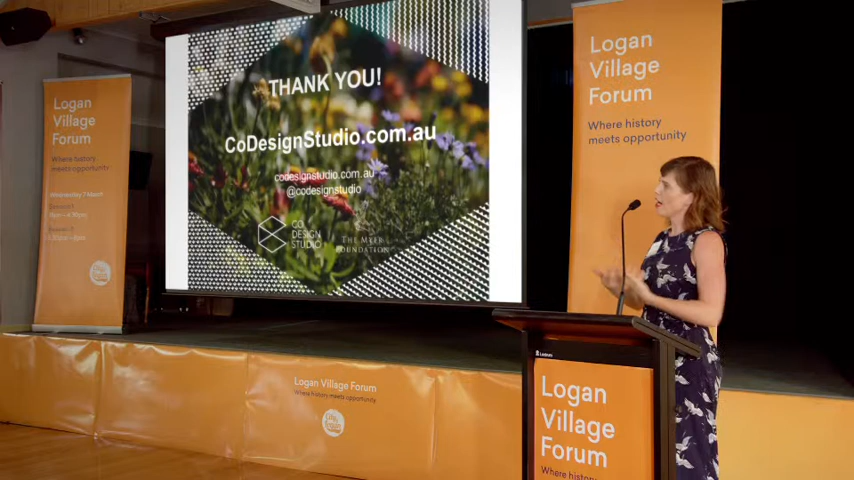 Logan
Village
Forum
Where history
meets opportunity
Wednesday 7 March
THANK YOU!
CoDesignStudio.com.au
codesignstudio.com.au
@codesignstudio
CO
DESIGN
STUDIO
THE MYER
FOUNDATION
Logan
Village
Forum
Where history
meets opportunity
Logan Village Forum
Where history meets opportunity
Logan
Village
Forum
Where history